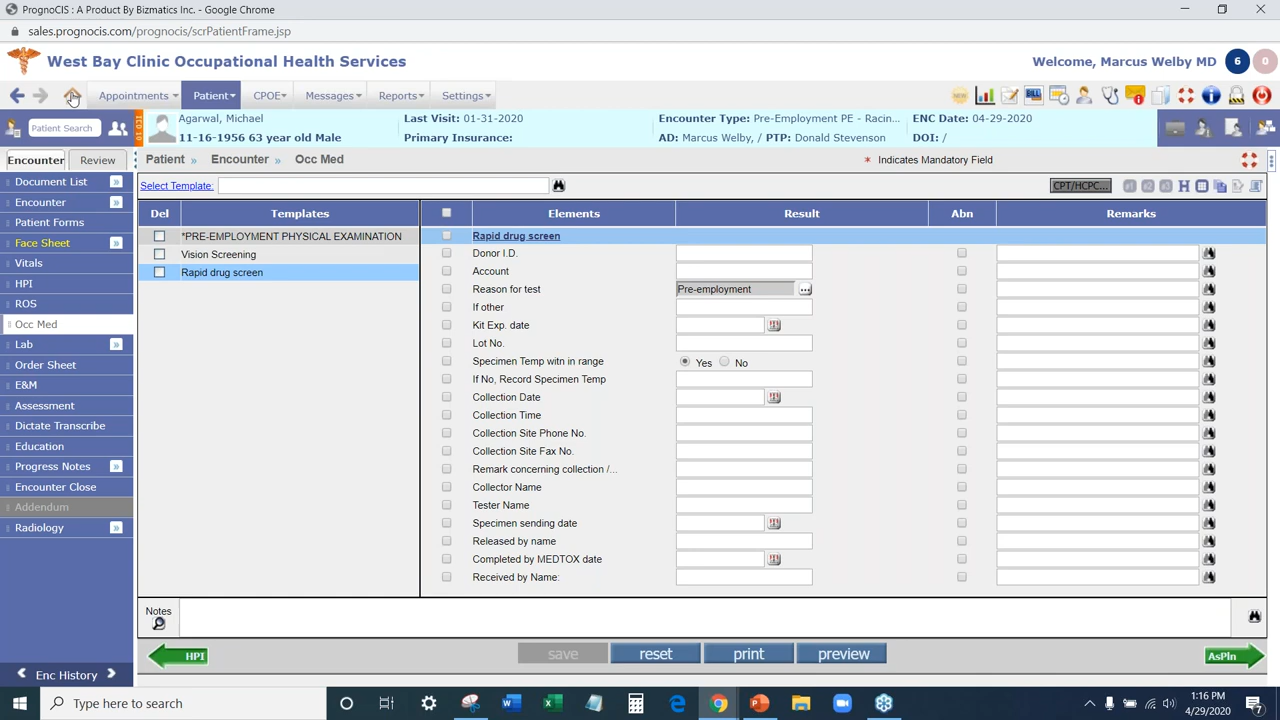 PrognoCIS : A Product By Bizmatics Inc. - Google Chrome
sales.prognocis.com/prognocis/scrPatientFrame.jsp
West Bay Clinic Occupational Health Services
Welcome, Marcus Welby MD 6 0
Appointments Patient CPOE Messages Reports Settings
NEW BILL
Patient Search
ICD 10
Agarwal, Michael
11-16-1956 63 year old Male
Last Visit: 01-31-2020
Primary Insurance:
Encounter Type: Pre-Employment PE - Racin...
AD: Marcus Welby, / PTP: Donald Stevenson
ENC Date: 04-29-2020
DOI: /
Encounter Review
Patient » Encounter » Occ Med
* Indicates Mandatory Field
Document List
Encounter
Patient Forms
Face Sheet
Vitals
HPI
ROS
Occ Med
Lab
Order Sheet
E&M
Assessment
Dictate Transcribe
Education
Progress Notes
Encounter Close
Addendum
Radiology
Enc History
Select Template:
CPT/HCPC... H
Del Templates
*PRE-EMPLOYMENT PHYSICAL EXAMINATION
Vision Screening
Rapid drug screen
Elements Result Abn Remarks
Rapid drug screen
Donor I.D.
Account
Reason for test Pre-employment ...
If other
Kit Exp. date
Lot No.
Specimen Temp witn in range Yes No
If No, Record Specimen Temp
Collection Date
Collection Time
Collection Site Phone No.
Collection Site Fax No.
Remark concerning collection /...
Collector Name
Tester Name
Specimen sending date
Released by name
Completed by MEDTOX date
Received by Name:
Notes
HPI save reset print preview AsPln
Type here to search
1:16 PM
4/29/2020